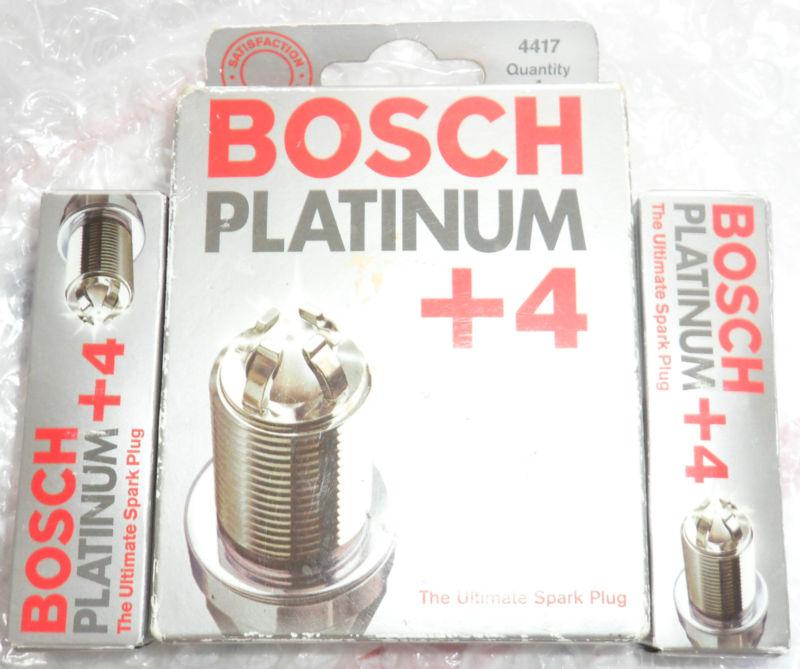 SATISFACTION
4417
Quantity
BOSCH
PLATINUM
+4
The Ultimate Spark Plug
BOSCH
PLATINUM +4
The Ultimate Spark Plug
BOSCH
PLATINUM +4
The Ultimate Spark Plug